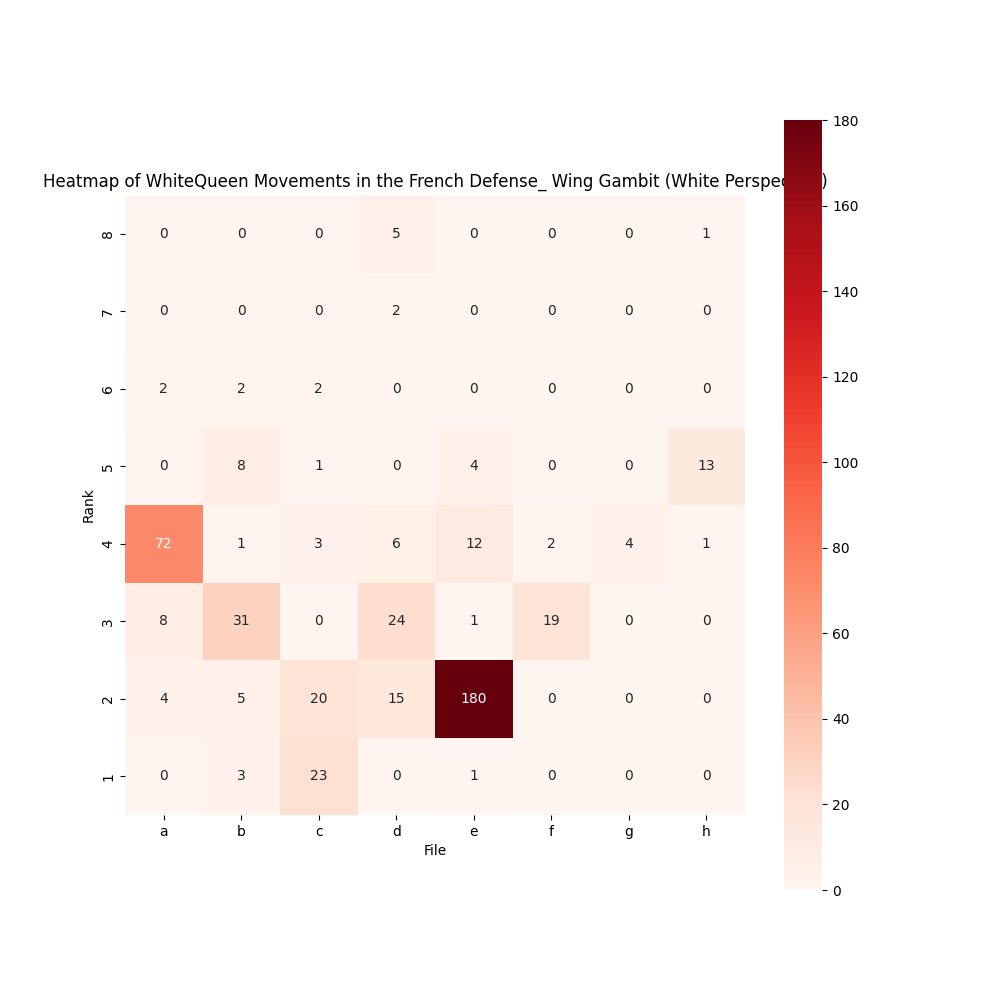 Heatmap of WhiteQueen Movements in the French Defense_ Wing Gambit (White Perspec )
180
160
140
120
100
80
60
40
20
0
Rank
8 0 0 0 5 0 0 0 1
7 0 0 0 2 0 0 0 0
6 2 2 2 0 0 0 0 0
5 0 8 1 0 4 0 0 13
4 72 1 3 6 12 2 4 1
3 8 31 0 24 1 19 0 0
2 4 5 20 15 180 0 0 0
1 0 3 23 0 1 0 0 0
a b c d e f g h
File